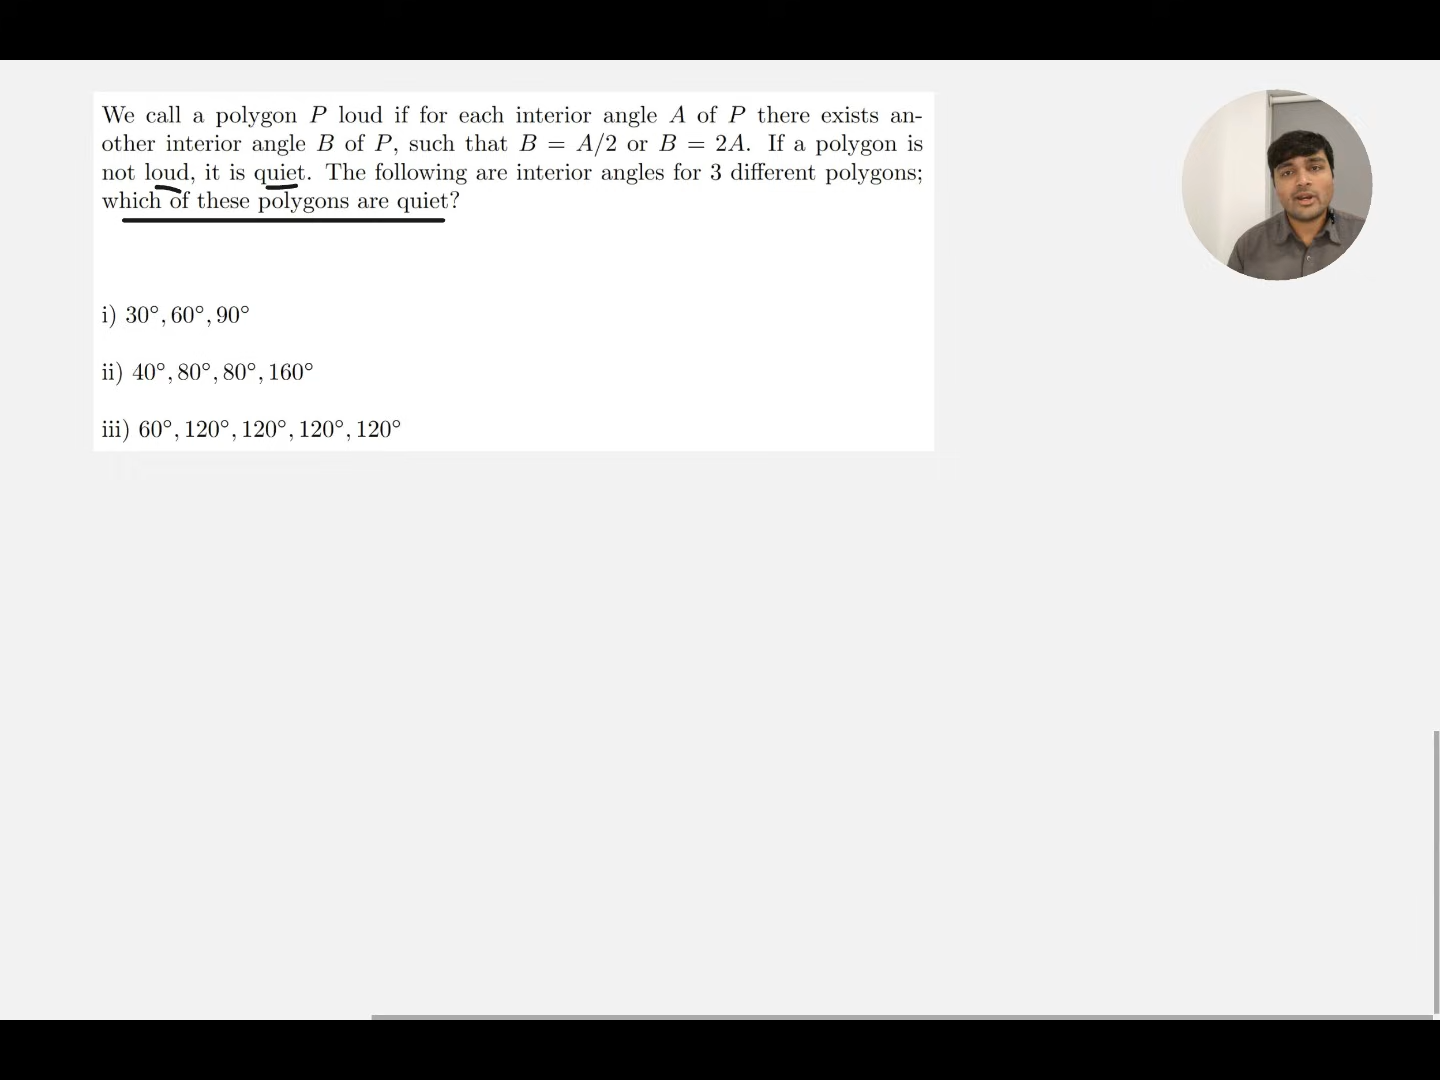 We call a polygon P loud if for each interior angle A of P there exists an-
other interior angle B of P, such that B = A/2 or B = 2A. If a polygon is
not loud, it is quiet. The following are interior angles for 3 different polygons;
which of these polygons are quiet?
i) 30°, 60°, 90°
ii) 40°, 80°, 80°, 160°
iii) 60°, 120°, 120°, 120°, 120°